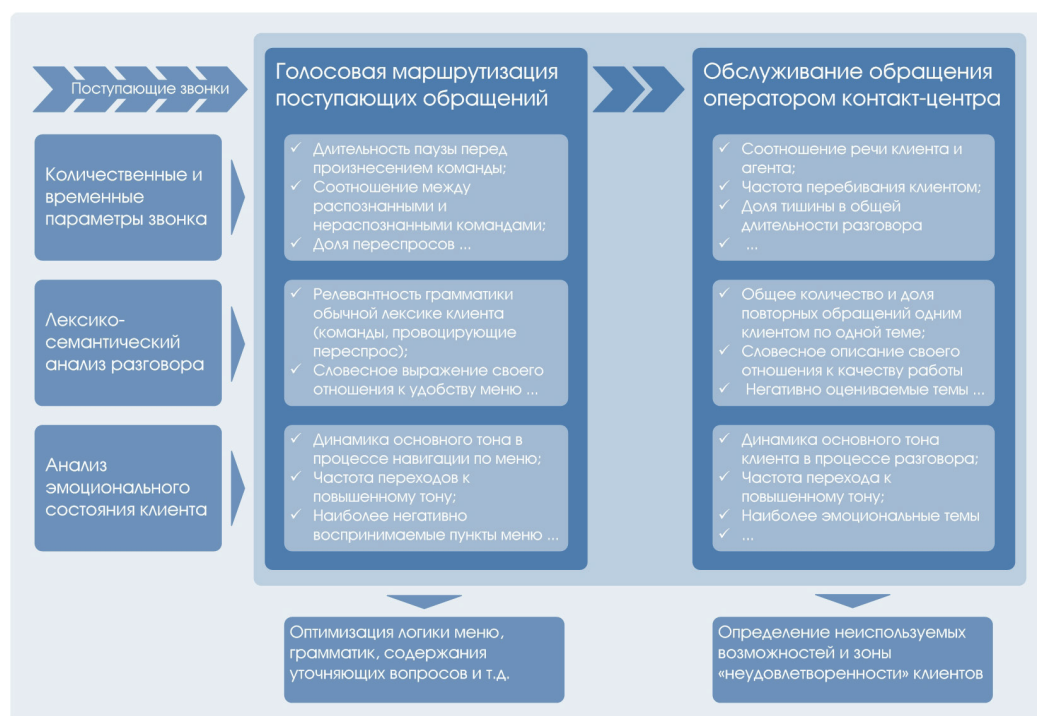 Поступающие звонки
Голосовая маршрутизация
поступающих обращений
Обслуживание обращения
оператором контакт-центра
Количественные и
временные
параметры звонка
✓ Длительность паузы перед
произнесением команды;
✓ Соотношение между
распознанными и
нераспознанными командами;
✓ Доля переспросов ...
✓ Соотношение речи клиента и
агента;
✓ Частота перебивания клиентом;
✓ Доля тишины в общей
длительности разговора
✓ ...
Лексико-
семантический
анализ разговора
✓ Релевантность грамматики
обычной лексике клиента
(команды, провоцирующие
переспрос);
✓ Словесное выражение своего
отношения к удобству меню ...
✓ Общее количество и доля
повторных обращений одним
клиентом по одной теме;
✓ Словесное описание своего
отношения к качеству работы
✓ Негативно оцениваемые темы ...
Анализ
эмоционального
состояния клиента
✓ Динамика основного тона в
процессе навигации по меню;
✓ Частота переходов к
повышенному тону;
✓ Наиболее негативно
воспринимаемые пункты меню ...
✓ Динамика основного тона
клиента в процессе разговора;
✓ Частота перехода к
повышенному тону;
✓ Наиболее эмоциональные темы
✓ ...
Оптимизация логики меню,
грамматик, содержания
уточняющих вопросов и т.д.
Определение неиспользуемых
возможностей и зоны
«неудовлетворенности» клиентов